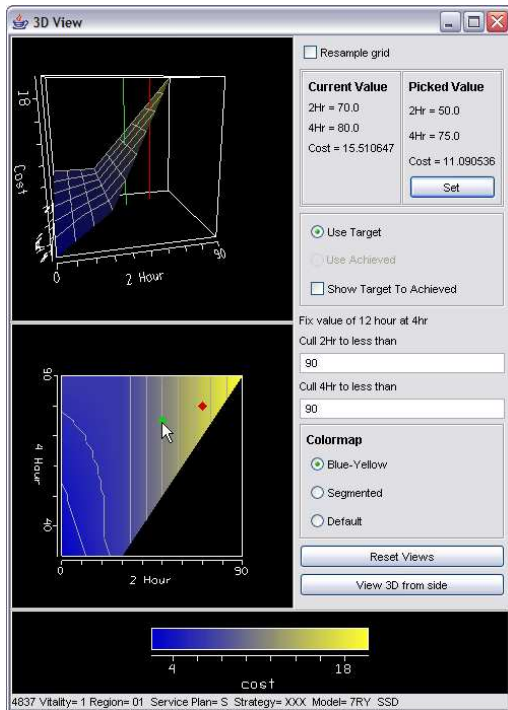 3D View
18
Cost
0
2 Hour
90
Resample grid
Current Value
2Hr = 70.0
4Hr = 80.0
Cost = 15.510647
Picked Value
2Hr = 50.0
4Hr = 75.0
Cost = 11.090536
Set
Use Target
Use Achieved
Show Target To Achieved
Fix value of 12 hour at 4hr
Cull 2Hr to less than
90
Cull 4Hr to less than
90
90
4 Hour
40
0
2 Hour
90
Colormap
Blue-Yellow
Segmented
Default
Reset Views
View 3D from side
4
18
cost
4837 Vitality= 1 Region= 01 Service Plan= S Strategy= XXX Model= 7RY SSD